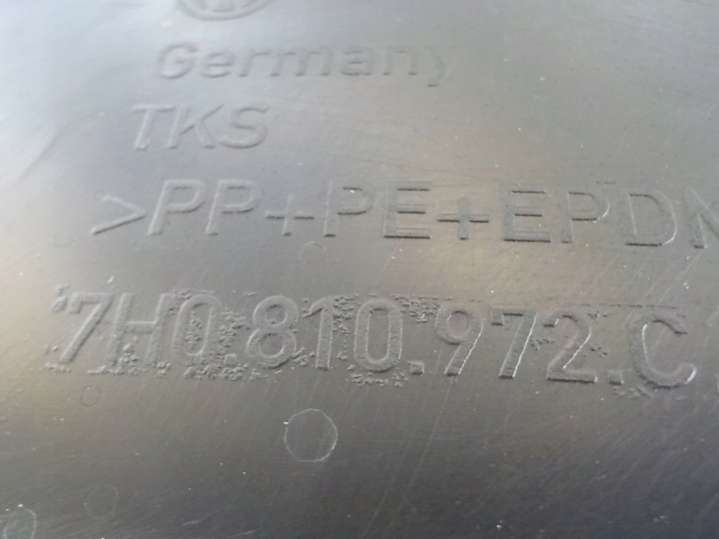 Germany
TKS
>PP+PE+EPDM
7H0.810.972.C